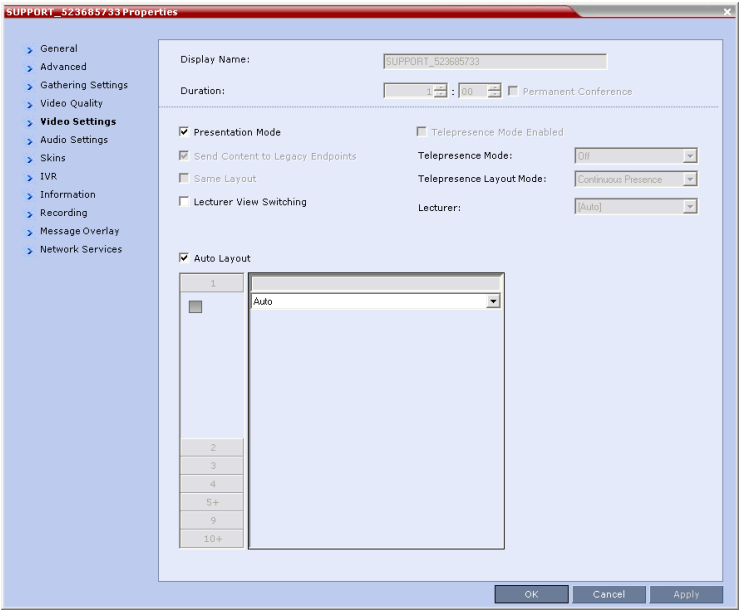 SUPPORT_523685733 Properties
General
Advanced
Gathering Settings
Video Quality
Video Settings
Audio Settings
Skins
IVR
Information
Recording
Message Overlay
Network Services
Display Name: SUPPORT_523685733
Duration: 1 : 00 Permanent Conference
Presentation Mode Telepresence Mode Enabled
Send Content to Legacy Endpoints Telepresence Mode: Off
Same Layout Telepresence Layout Mode: Continuous Presence
Lecturer View Switching Lecturer: [Auto]
Auto Layout
1
Auto
2
3
4
5+
9
10+
OK Cancel Apply